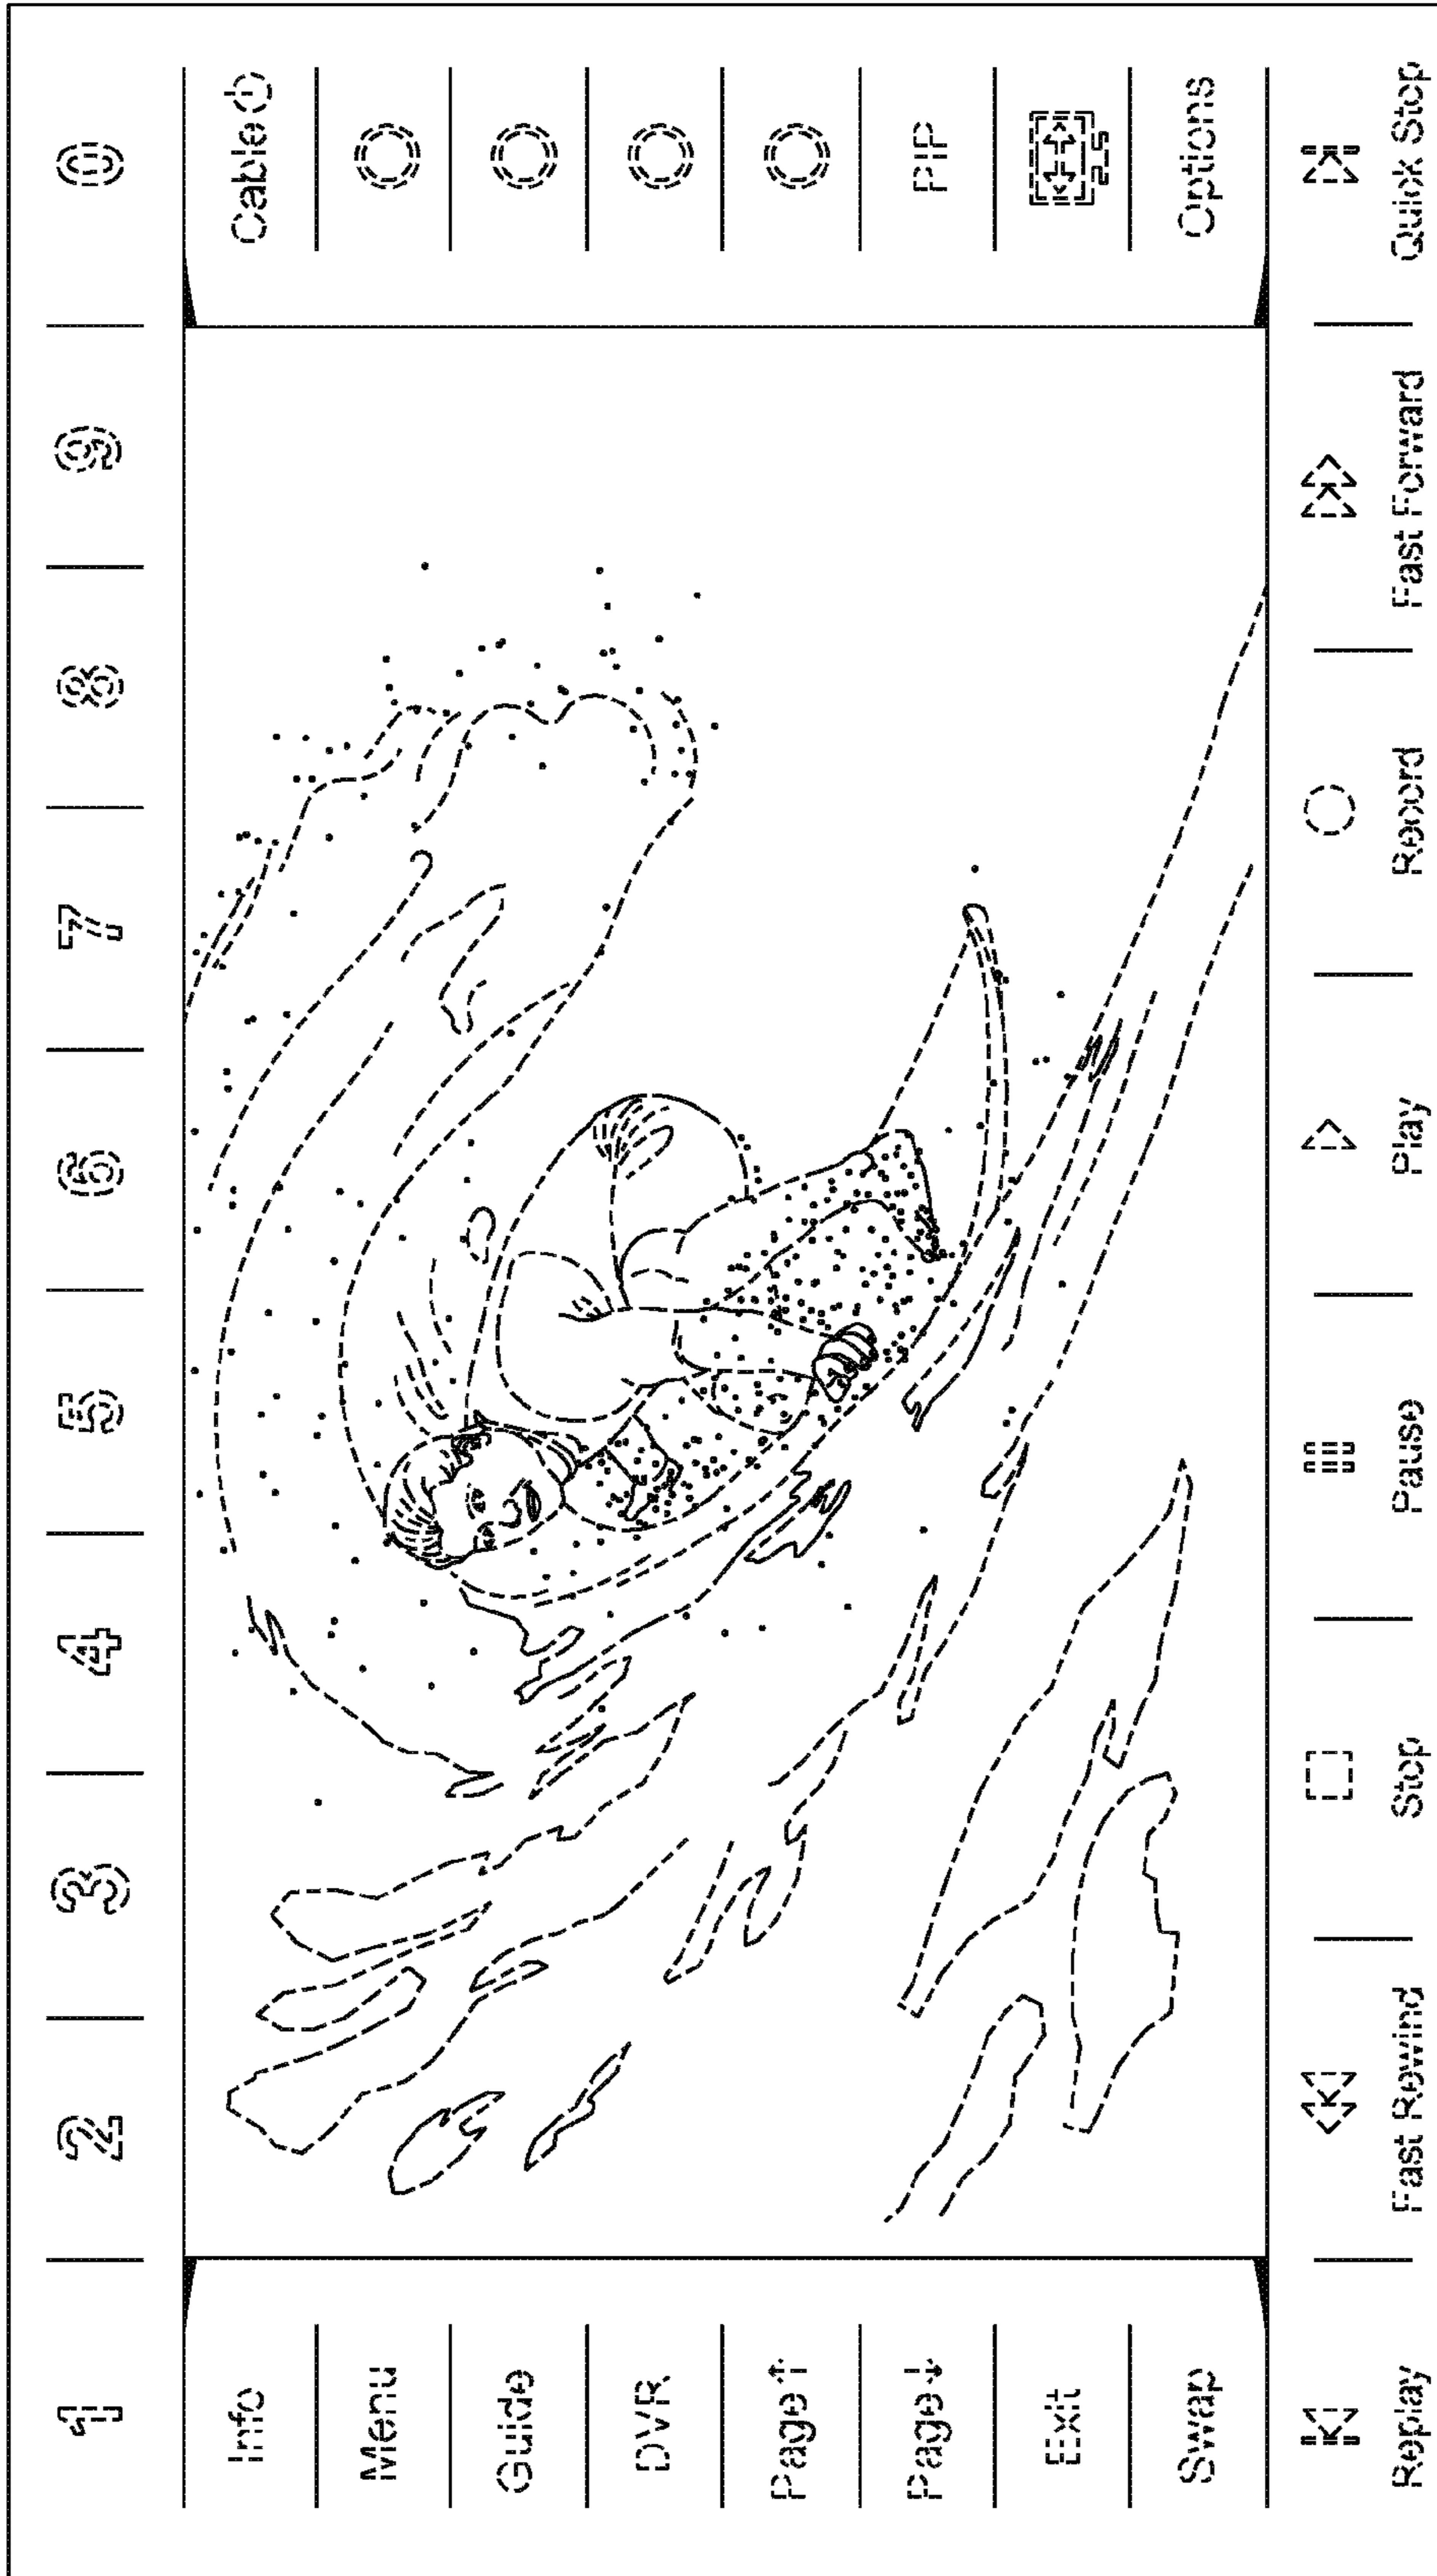 1 2 3 4 5 6 7 8 9 0
Info
Menu
Guide
DVR
Page↑
Page↓
Exit
Swap
Cable
PIP
Options
Replay Fast Rewind Stop Pause Play Record Fast Forward Quick Stop